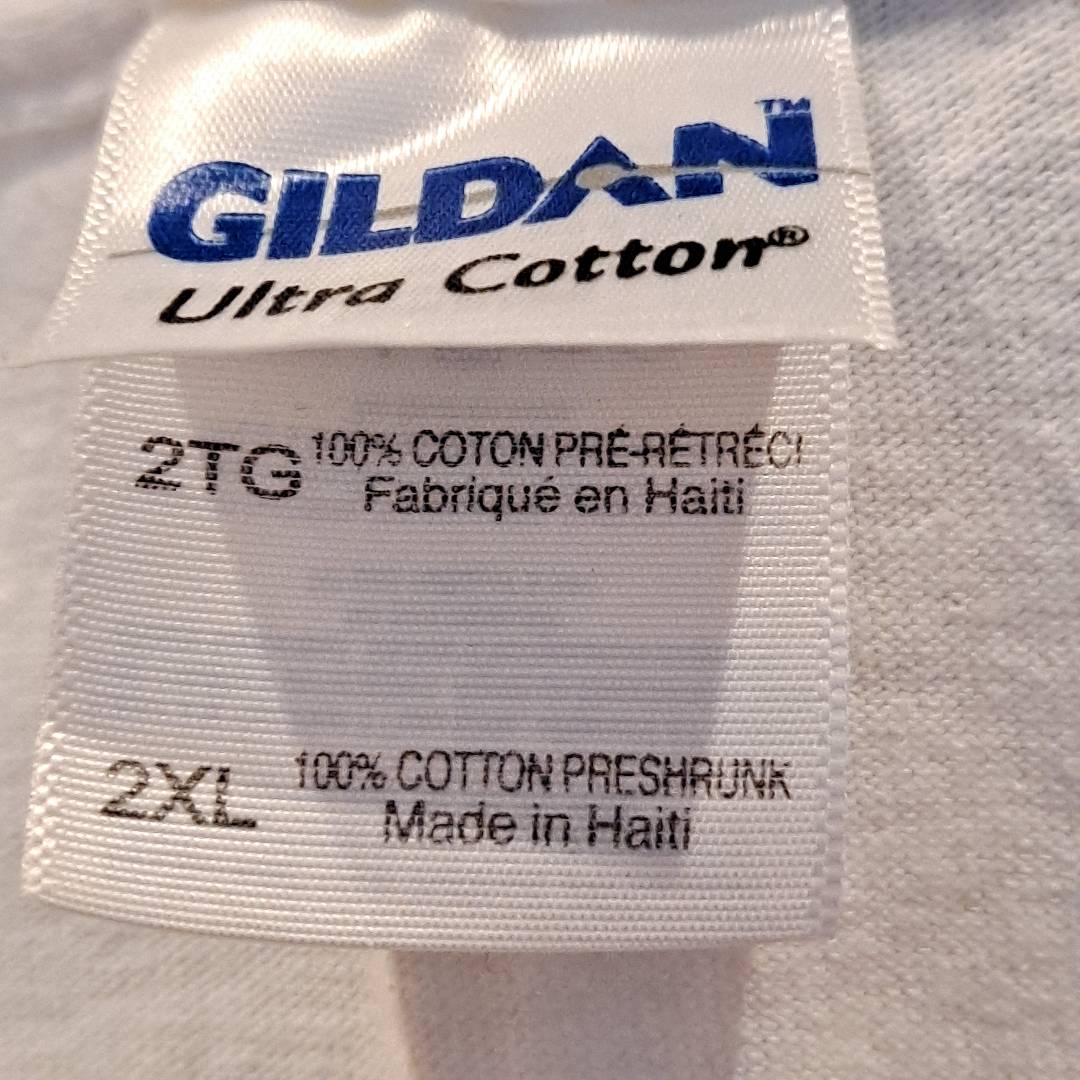 GILDAN™
Ultra Cotton®
2TG 100% COTON PRÉ-RÉTRÉCI
Fabriqué en Haiti
2XL 100% COTTON PRESHRUNK
Made in Haiti